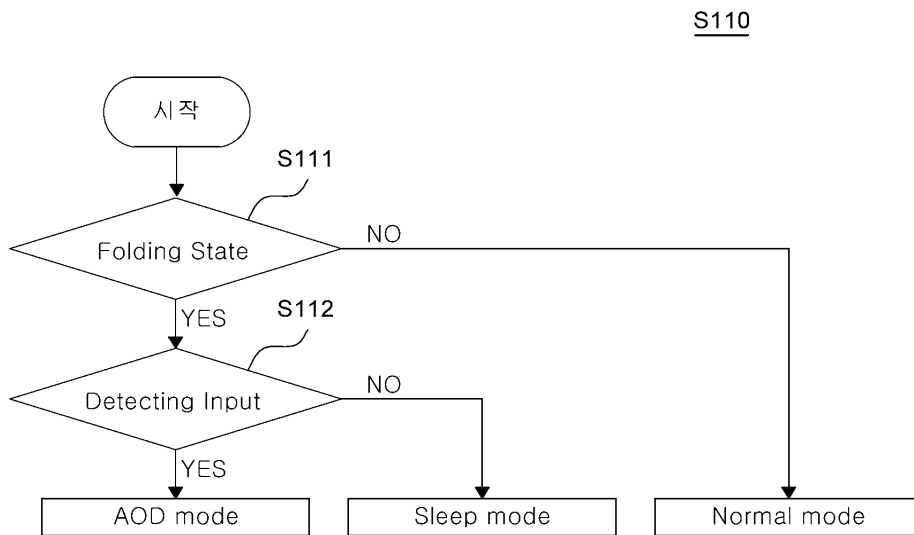 S110
시작
S111
Folding State
NO
YES
S112
Detecting Input
NO
YES
AOD mode
Sleep mode
Normal mode